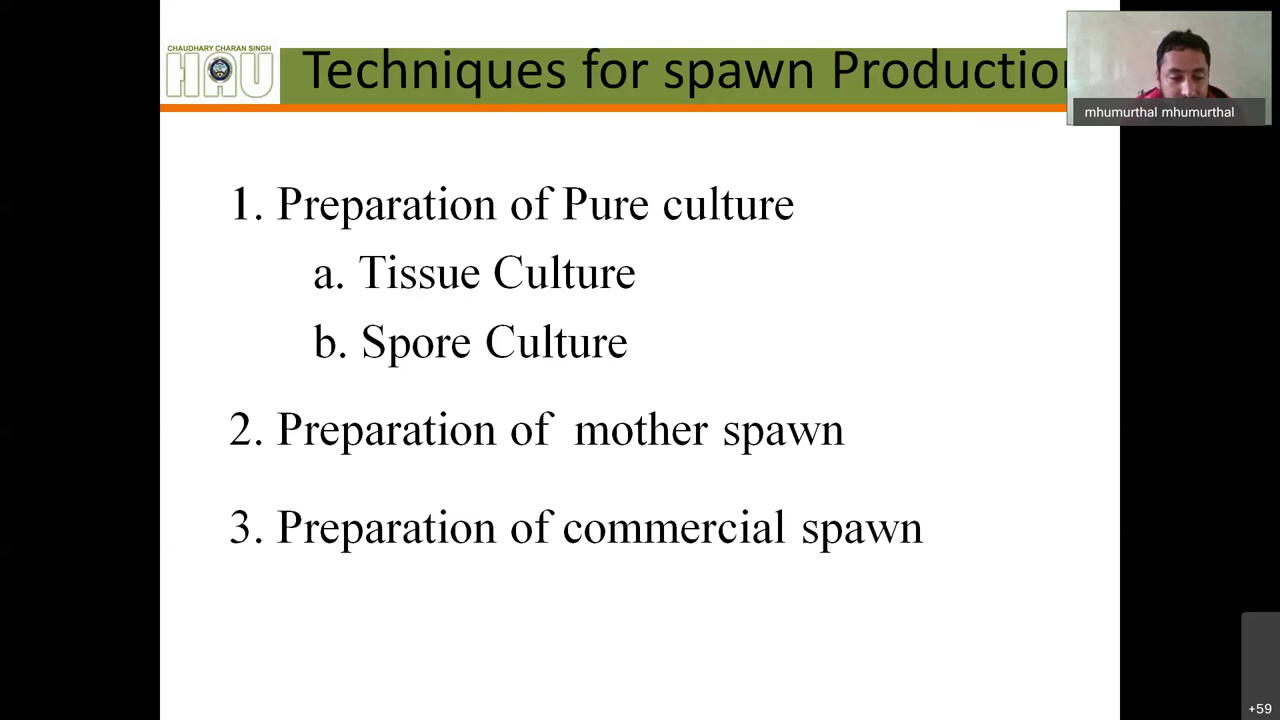 CHAUDHARY CHARAN SINGH
HAU
Techniques for spawn Productio
mhumurthal mhumurthal
1. Preparation of Pure culture
a. Tissue Culture
b. Spore Culture
2. Preparation of mother spawn
3. Preparation of commercial spawn
+59